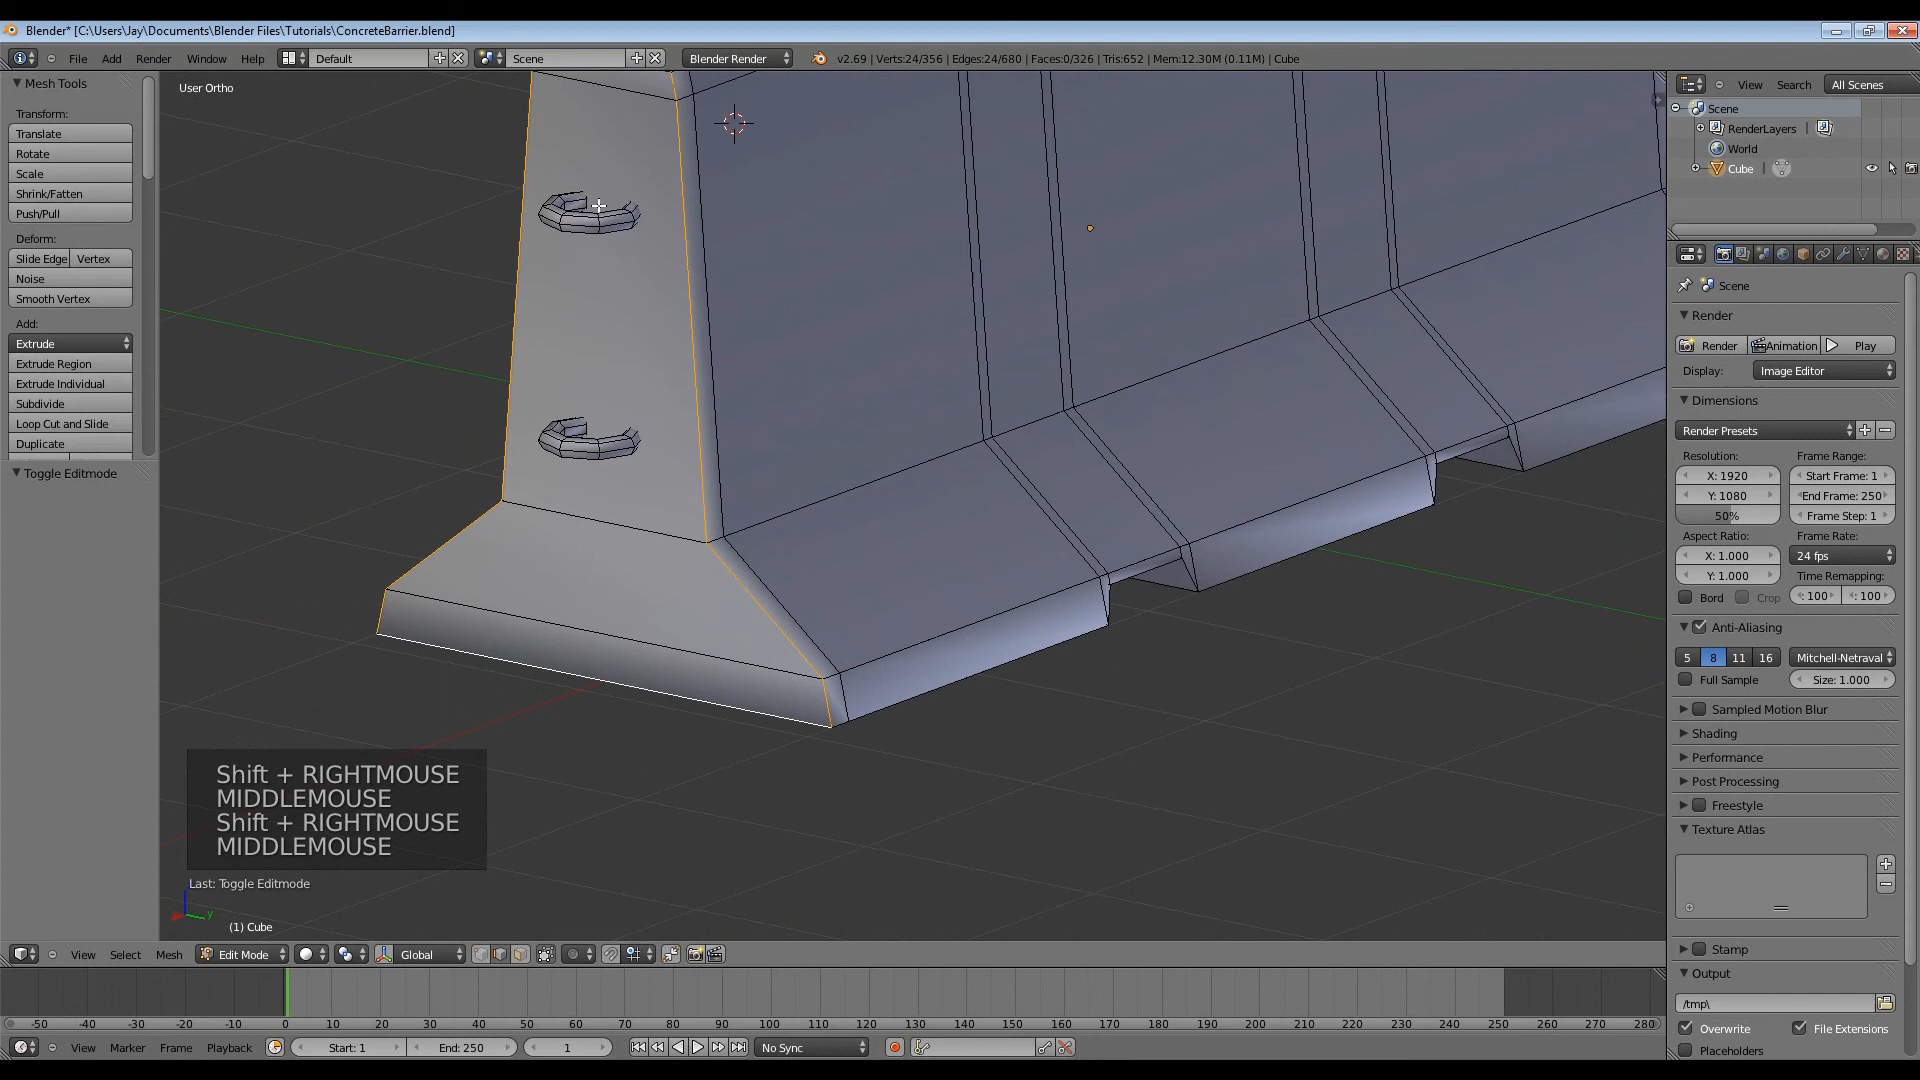 Blender* [C:\Users\Jay\Documents\Blender Files\Tutorials\ConcreteBarrier.blend]
File Add Render Window Help Default Scene Blender Render v2.69 | Verts:24/356 | Edges:24/680 | Faces:0/326 | Tris:652 | Mem:12.30M (0.11M) | Cube
Mesh Tools
Transform:
Translate
Rotate
Scale
Shrink/Fatten
Push/Pull
Deform:
Slide Edge Vertex
Noise
Smooth Vertex
Add:
Extrude
Extrude Region
Extrude Individual
Subdivide
Loop Cut and Slide
Duplicate
Toggle Editmode
User Ortho
Shift + RIGHTMOUSE
MIDDLEMOUSE
Shift + RIGHTMOUSE
MIDDLEMOUSE
Last: Toggle Editmode
y
(1) Cube
View Search All Scenes
Scene
RenderLayers
World
Cube
Scene
Render
Render Animation Play
Display: Image Editor
Dimensions
Render Presets
Resolution: Frame Range:
X: 1920 Start Frame: 1
Y: 1080 End Frame: 250
50% Frame Step: 1
Aspect Ratio: Frame Rate:
X: 1.000 24 fps
Y: 1.000 Time Remapping:
Bord Crop : 100 : 100
Anti-Aliasing
5 8 11 16 Mitchell-Netraval
Full Sample Size: 1.000
Sampled Motion Blur
Shading
Performance
Post Processing
Freestyle
Texture Atlas
Stamp
Output
/tmp\
Overwrite File Extensions
Placeholders
View Select Mesh Edit Mode Global
-50 -40 -30 -20 -10 0 10 20 30 40 50 60 70 80 90 100 110 120 130 140 150 160 170 180 190 200 210 220 230 240 250 260 270 280
View Marker Frame Playback Start: 1 End: 250 1 No Sync